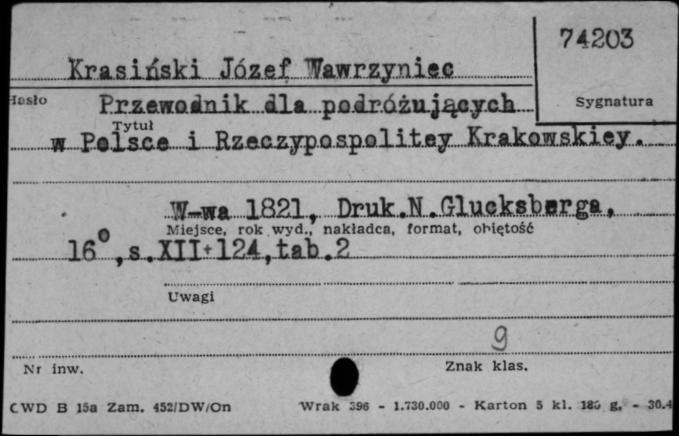 74203
Krasiński Józef Wawrzyniec
Hasło
Przewodnik dla podróżujących
Sygnatura
Tytuł
w Polsce i Rzeczypospolitey Krakowskiey.
W-wa 1821, Druk.N.Glucksberga,
Miejsce, rok wyd., nakładca, format, objętość
16°,s.XII+124,tab.2
Uwagi
9
Nr inw.
Znak klas.
CWD B 15a Zam. 452/DW/On Wrak 396 - 1.730.000 - Karton 5 kl. 180 g. - 30.4